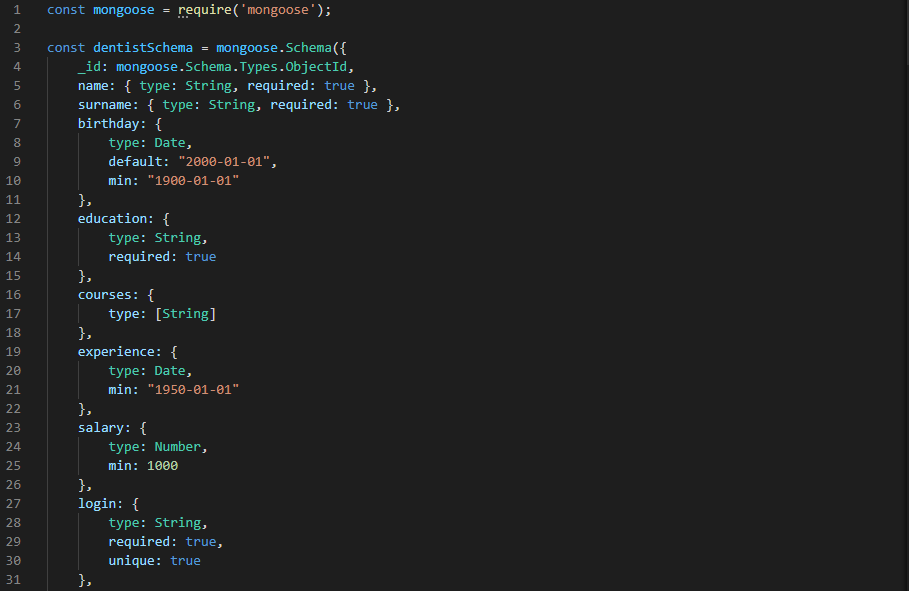 1 const mongoose = require('mongoose');
2
3 const dentistSchema = mongoose.Schema({
4     _id: mongoose.Schema.Types.ObjectId,
5     name: { type: String, required: true },
6     surname: { type: String, required: true },
7     birthday: {
8         type: Date,
9         default: "2000-01-01",
10         min: "1900-01-01"
11     },
12     education: {
13         type: String,
14         required: true
15     },
16     courses: {
17         type: [String]
18     },
19     experience: {
20         type: Date,
21         min: "1950-01-01"
22     },
23     salary: {
24         type: Number,
25         min: 1000
26     },
27     login: {
28         type: String,
29         required: true,
30         unique: true
31     },